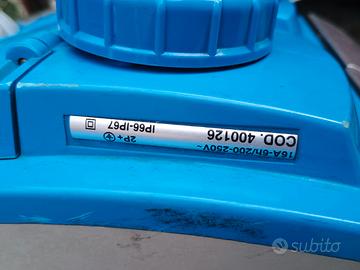 16A-6h/200-250V~
COD. 400126
2P+
IP66-IP67
subito